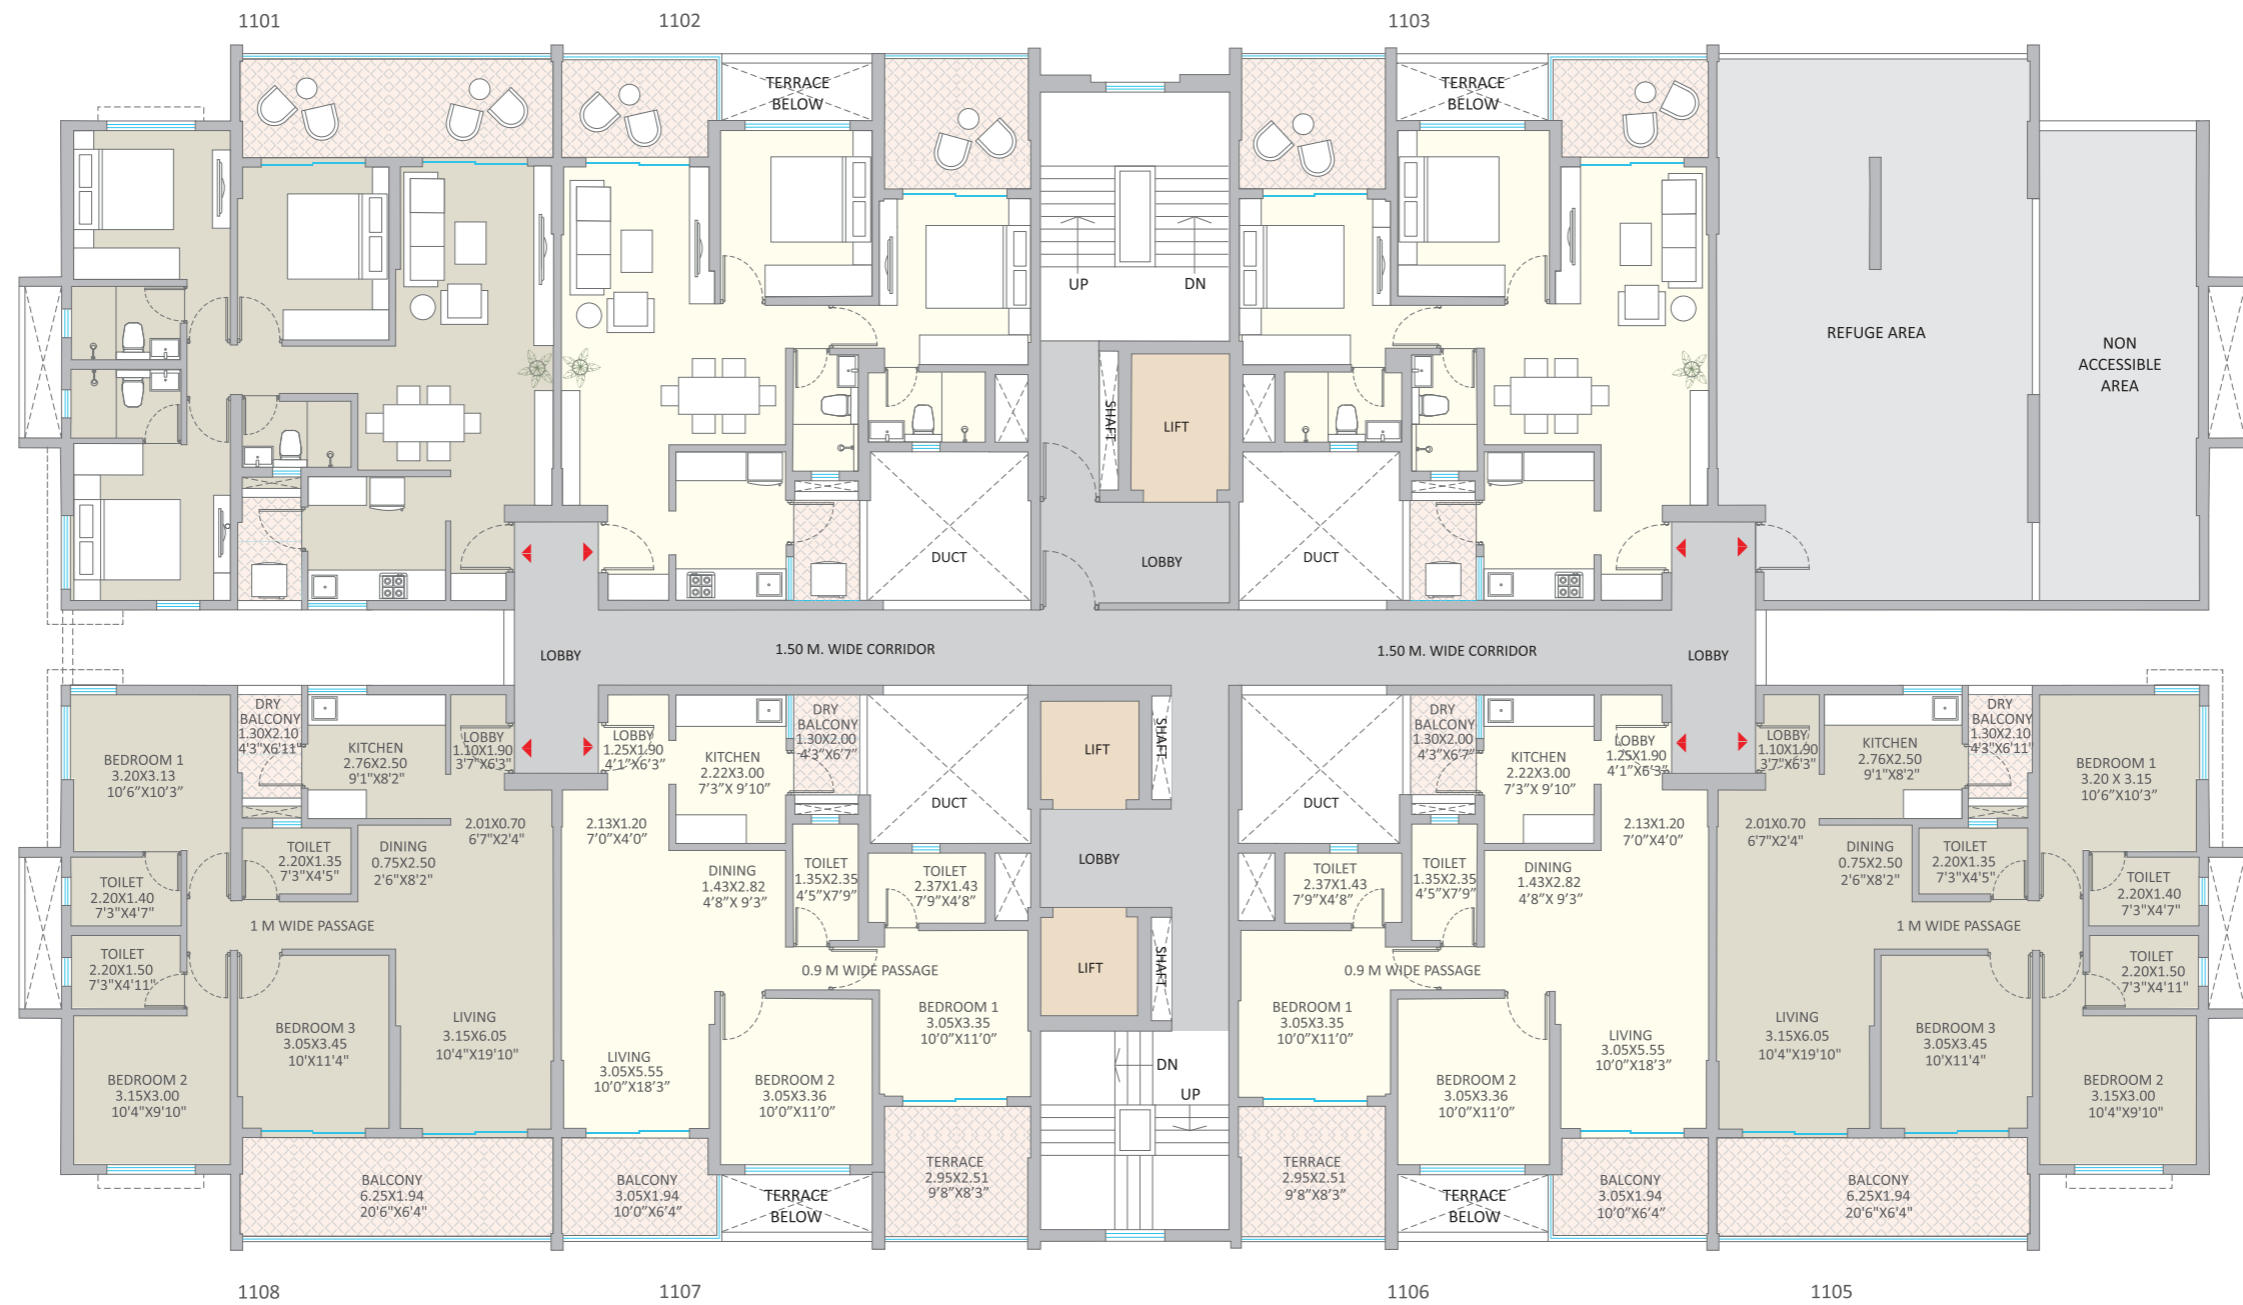 1101
1102
1103
TERRACE
BELOW
TERRACE
BELOW
UP
DN
REFUGE AREA
NON
ACCESSIBLE
AREA
SHAFT
LIFT
DUCT
LOBBY
DUCT
LOBBY
1.50 M. WIDE CORRIDOR
1.50 M. WIDE CORRIDOR
LOBBY
BEDROOM 1
3.20X3.13
10'6"X10'3"
DRY
BALCONY
1.30X2.10
4'3"X6'11"
KITCHEN
2.76X2.50
9'1"X8'2"
LOBBY
1.10X1.90
3'7"X6'3"
LOBBY
1.25X1.90
4'1"X6'3"
KITCHEN
2.22X3.00
7'3"X 9'10"
DRY
BALCONY
1.30X2.00
4'3"X6'7"
DUCT
LIFT
SHAFT
DUCT
DRY
BALCONY
1.30X2.00
4'3"X6'7"
KITCHEN
2.22X3.00
7'3"X 9'10"
LOBBY
1.25X1.90
4'1"X6'3"
LOBBY
1.10X1.90
3'7"X6'3"
KITCHEN
2.76X2.50
9'1"X8'2"
DRY
BALCONY
1.30X2.10
4'3"X6'11"
BEDROOM 1
3.20 X 3.15
10'6"X10'3"
TOILET
2.20X1.40
7'3"X4'7"
TOILET
2.20X1.35
7'3"X4'5"
DINING
0.75X2.50
2'6"X8'2"
2.01X0.70
6'7"X2'4"
2.13X1.20
7'0"X4'0"
DINING
1.43X2.82
4'8"X 9'3"
TOILET
1.35X2.35
4'5"X7'9"
TOILET
2.37X1.43
7'9"X4'8"
LOBBY
TOILET
2.37X1.43
7'9"X4'8"
TOILET
1.35X2.35
4'5"X7'9"
DINING
1.43X2.82
4'8"X 9'3"
2.13X1.20
7'0"X4'0"
2.01X0.70
6'7"X2'4"
DINING
0.75X2.50
2'6"X8'2"
TOILET
2.20X1.35
7'3"X4'5"
TOILET
2.20X1.40
7'3"X4'7"
1 M WIDE PASSAGE
1 M WIDE PASSAGE
TOILET
2.20X1.50
7'3"X4'11"
0.9 M WIDE PASSAGE
LIFT
SHAFT
0.9 M WIDE PASSAGE
TOILET
2.20X1.50
7'3"X4'11"
BEDROOM 2
3.15X3.00
10'4"X9'10"
BEDROOM 3
3.05X3.45
10'X11'4"
LIVING
3.15X6.05
10'4"X19'10"
LIVING
3.05X5.55
10'0"X18'3"
BEDROOM 2
3.05X3.36
10'0"X11'0"
BEDROOM 1
3.05X3.35
10'0"X11'0"
DN
UP
BEDROOM 1
3.05X3.35
10'0"X11'0"
BEDROOM 2
3.05X3.36
10'0"X11'0"
LIVING
3.05X5.55
10'0"X18'3"
LIVING
3.15X6.05
10'4"X19'10"
BEDROOM 3
3.05X3.45
10'X11'4"
BEDROOM 2
3.15X3.00
10'4"X9'10"
BALCONY
6.25X1.94
20'6"X6'4"
BALCONY
3.05X1.94
10'0"X6'4"
TERRACE
BELOW
TERRACE
2.95X2.51
9'8"X8'3"
TERRACE
2.95X2.51
9'8"X8'3"
TERRACE
BELOW
BALCONY
3.05X1.94
10'0"X6'4"
BALCONY
6.25X1.94
20'6"X6'4"
1108
1107
1106
1105